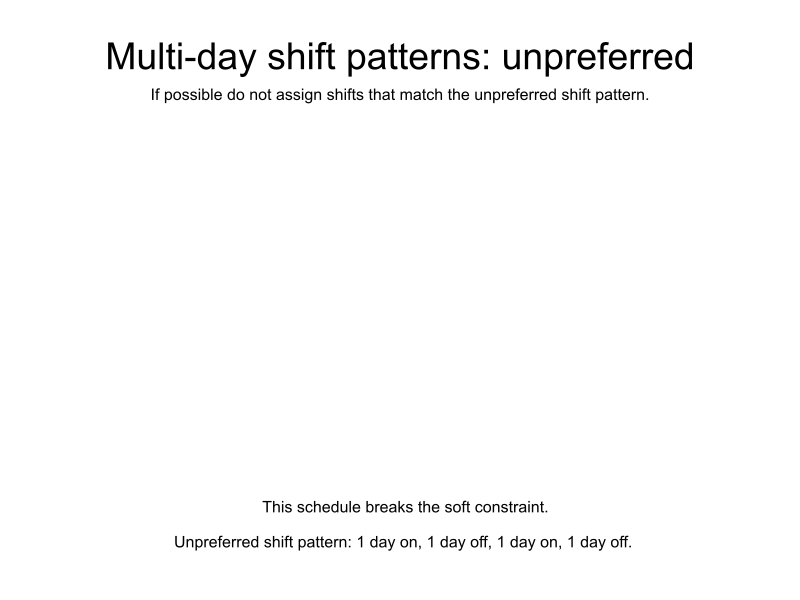 Multi-day shift patterns: unpreferred
If possible do not assign shifts that match the unpreferred shift pattern.
This schedule breaks the soft constraint.
Unpreferred shift pattern: 1 day on, 1 day off, 1 day on, 1 day off.